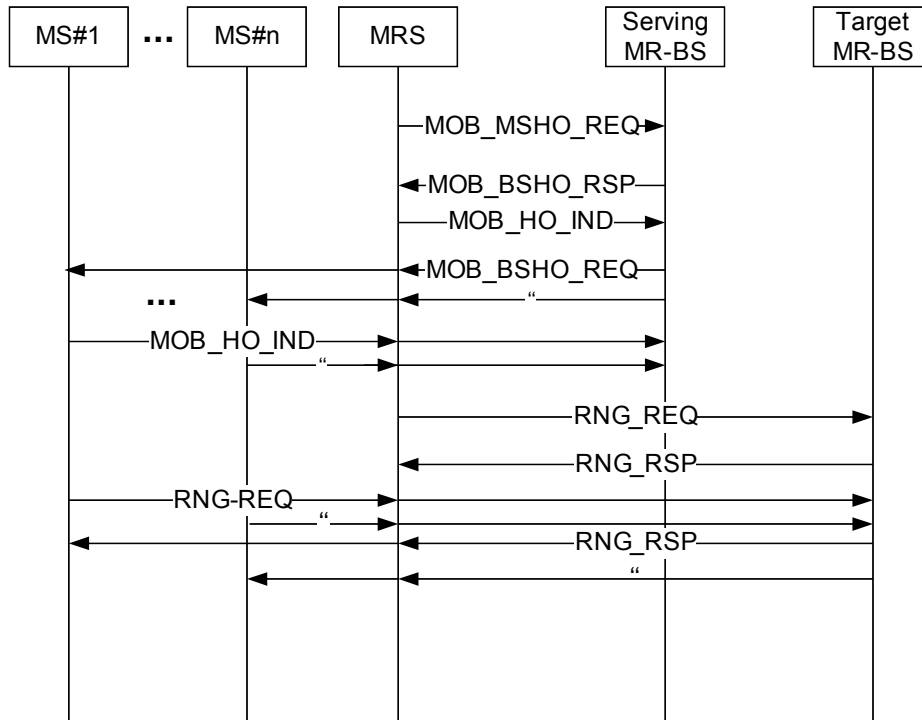 MS#1
...
MS#n
MRS
Serving
MR-BS
Target
MR-BS
MOB_MSHO_REQ
MOB_BSHO_RSP
MOB_HO_IND
MOB_BSHO_REQ
...
“
MOB_HO_IND
“
RNG_REQ
RNG_RSP
RNG-REQ
“
RNG_RSP
“